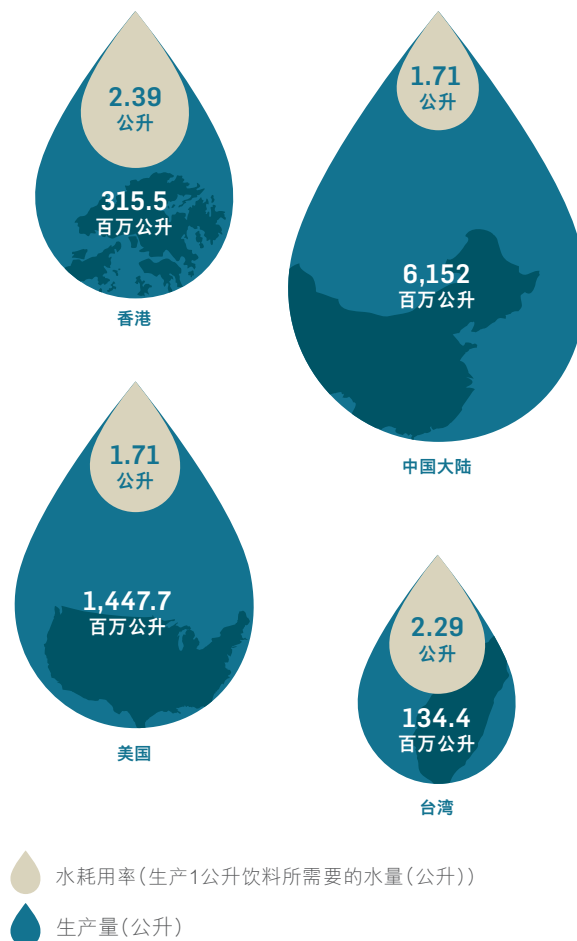 2.39
公升
315.5
百万公升
香港
1.71
公升
6,152
百万公升
中国大陆
1.71
公升
1,447.7
百万公升
美国
2.29
公升
134.4
百万公升
台湾
水耗用率(生产1公升饮料所需要的水量(公升))
生产量(公升)